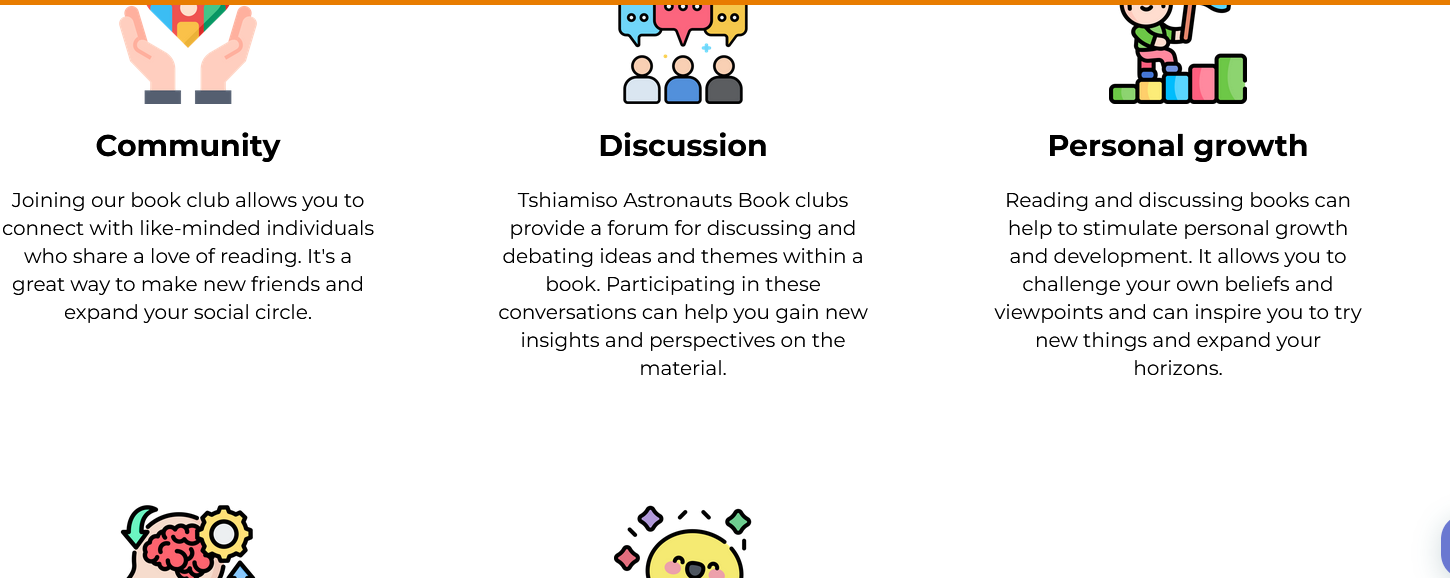 Community
Joining our book club allows you to
connect with like-minded individuals
who share a love of reading. It's a
great way to make new friends and
expand your social circle.
Discussion
Tshiamiso Astronauts Book clubs
provide a forum for discussing and
debating ideas and themes within a
book. Participating in these
conversations can help you gain new
insights and perspectives on the
material.
Personal growth
Reading and discussing books can
help to stimulate personal growth
and development. It allows you to
challenge your own beliefs and
viewpoints and can inspire you to try
new things and expand your
horizons.